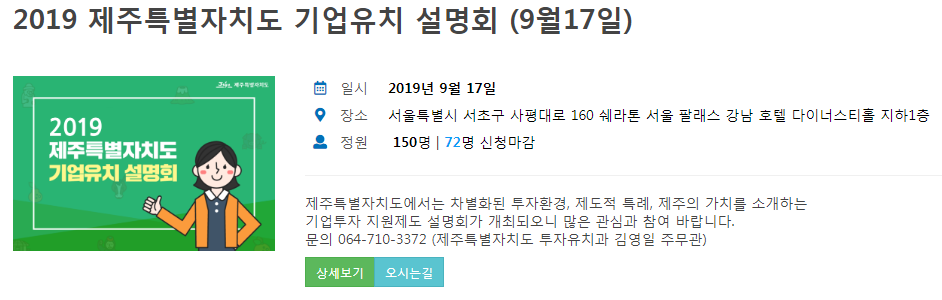 2019 제주특별자치도 기업유치 설명회 (9월17일)
제주특별자치도
2019
제주특별자치도
기업유치 설명회
일시 2019년 9월 17일
장소 서울특별시 서초구 사평대로 160 쉐라톤 서울 팔래스 강남 호텔 다이너스티홀 지하1층
정원 150명 | 72명 신청마감
제주특별자치도에서는 차별화된 투자환경, 제도적 특례, 제주의 가치를 소개하는
기업투자 지원제도 설명회가 개최되오니 많은 관심과 참여 바랍니다.
문의 064-710-3372 (제주특별자치도 투자유치과 김영일 주무관)
상세보기 오시는길